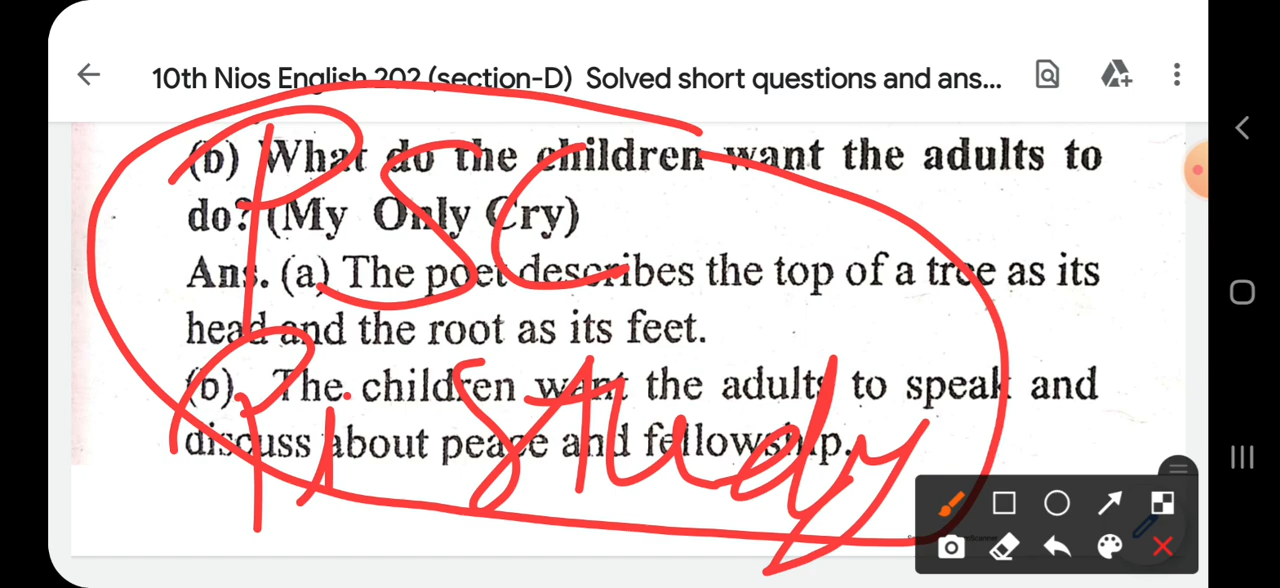 10th Nios English 202 (section-D) Solved short questions and ans...
(b) What do the children want the adults to
do? (My Only Cry)
Ans. (a) The poet describes the top of a tree as its
head and the root as its feet.
(b). The children want the adults to speak and
discuss about peace and fellowship.
PSC
Pi study